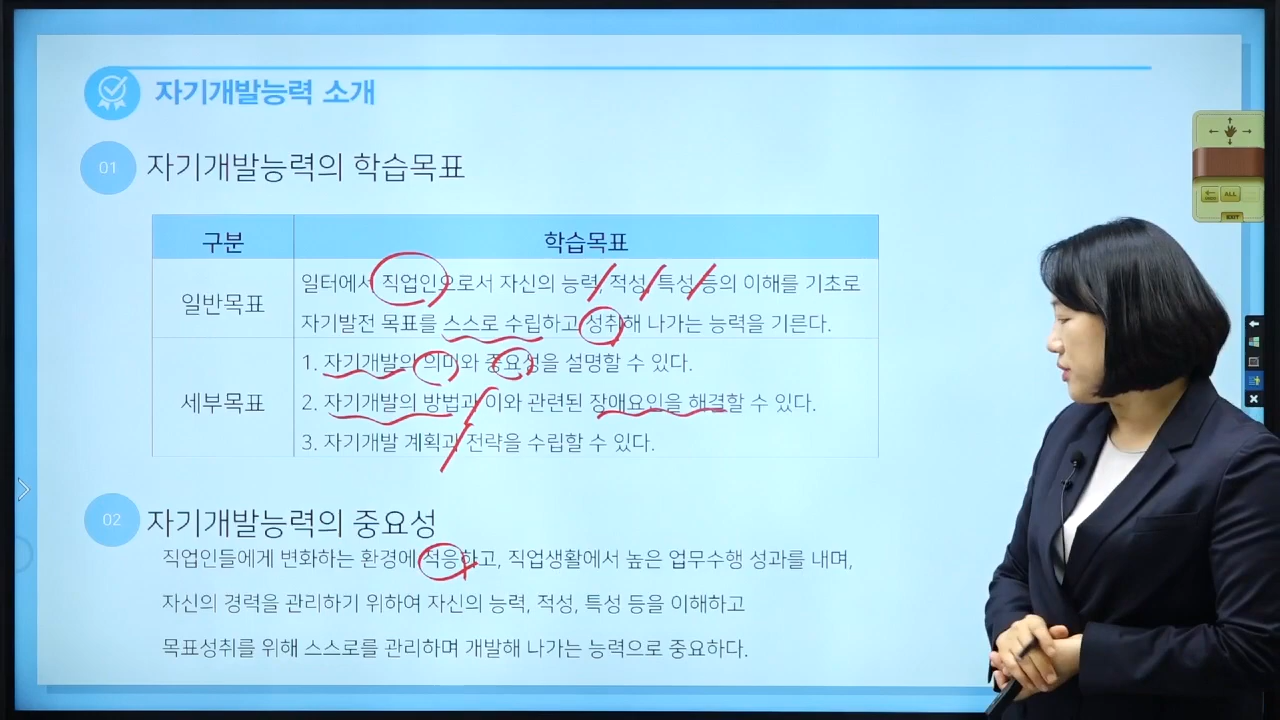 자기개발능력 소개
01 자기개발능력의 학습목표
구분 학습목표
일반목표 일터에서 직업인으로서 자신의 능력, 적성, 특성 등의 이해를 기초로
자기발전 목표를 스스로 수립하고 성취해 나가는 능력을 기른다.
세부목표 1. 자기개발의 의미와 중요성을 설명할 수 있다.
2. 자기개발의 방법과 이와 관련된 장애요인을 해결할 수 있다.
3. 자기개발 계획과 전략을 수립할 수 있다.
02 자기개발능력의 중요성
직업인들에게 변화하는 환경에 적응하고, 직업생활에서 높은 업무수행 성과를 내며,
자신의 경력을 관리하기 위하여 자신의 능력, 적성, 특성 등을 이해하고
목표성취를 위해 스스로를 관리하며 개발해 나가는 능력으로 중요하다.
ALL
EXIT